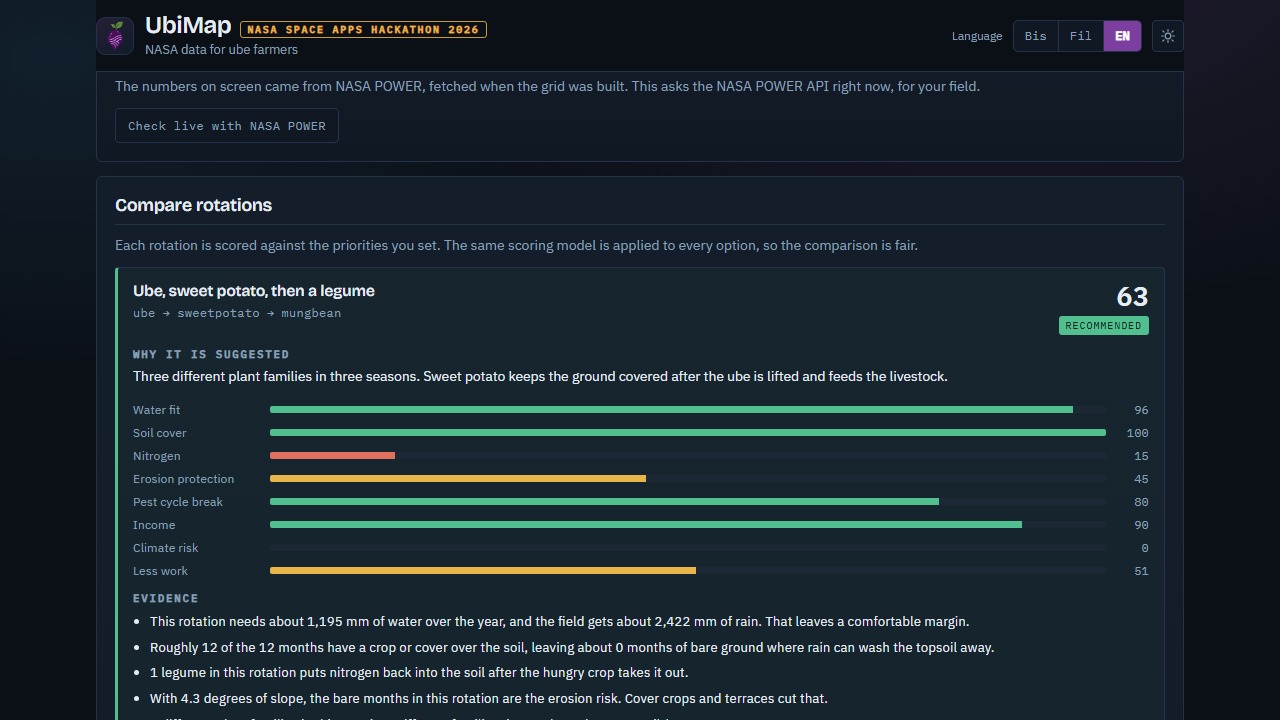 UbiMap NASA SPACE APPS HACKATHON 2026
NASA data for ube farmers
Language Bis Fil EN
The numbers on screen came from NASA POWER, fetched when the grid was built. This asks the NASA POWER API right now, for your field.
Check live with NASA POWER
Compare rotations
Each rotation is scored against the priorities you set. The same scoring model is applied to every option, so the comparison is fair.
Ube, sweet potato, then a legume
63
ube → sweetpotato → mungbean
RECOMMENDED
WHY IT IS SUGGESTED
Three different plant families in three seasons. Sweet potato keeps the ground covered after the ube is lifted and feeds the livestock.
Water fit 96
Soil cover 100
Nitrogen 15
Erosion protection 45
Pest cycle break 80
Income 90
Climate risk 0
Less work 51
EVIDENCE
• This rotation needs about 1,195 mm of water over the year, and the field gets about 2,422 mm of rain. That leaves a comfortable margin.
• Roughly 12 of the 12 months have a crop or cover over the soil, leaving about 0 months of bare ground where rain can wash the topsoil away.
• 1 legume in this rotation puts nitrogen back into the soil after the hungry crop takes it out.
• With 4.3 degrees of slope, the bare months in this rotation are the erosion risk. Cover crops and terraces cut that.